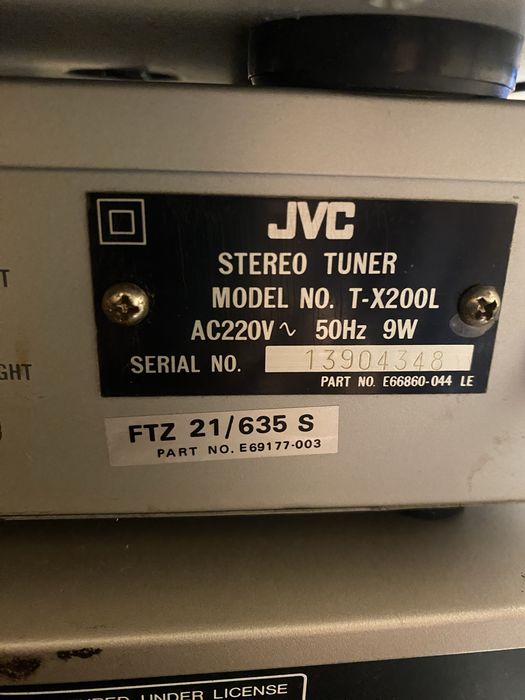 JVC
STEREO TUNER
MODEL NO. T-X200L
AC220V ~ 50Hz 9W
SERIAL NO. 13904348
PART NO. E66860-044 LE
FTZ 21/635 S
PART NO. E69177-003
UNDER LICENSE